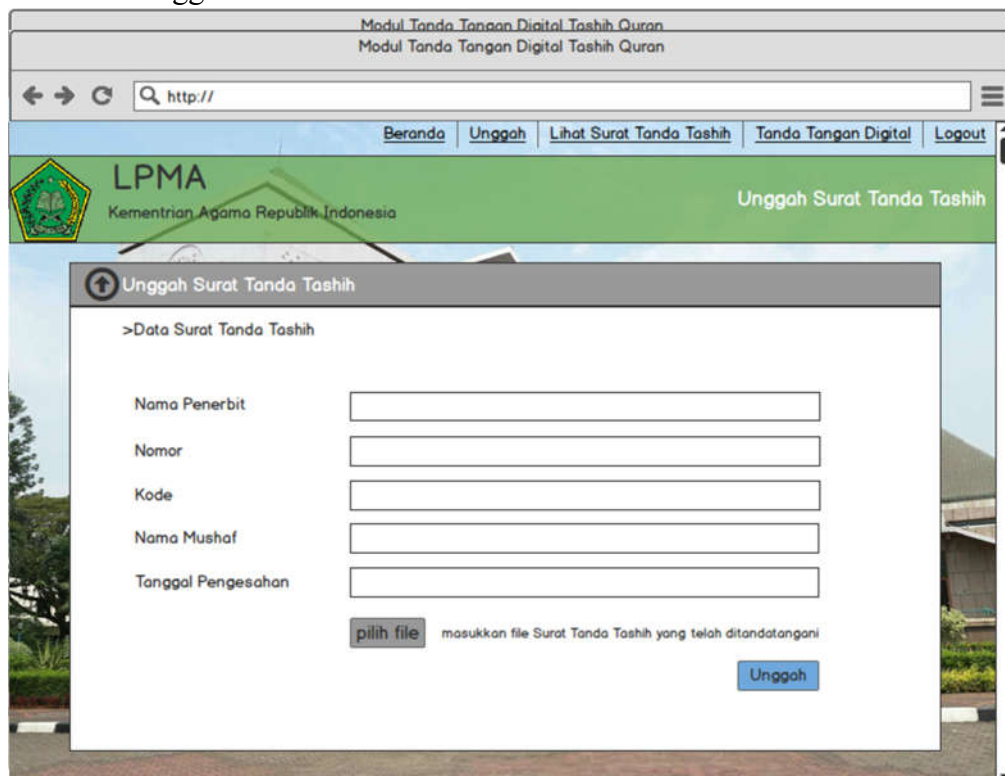 Modul Tanda Tangan Digital Tashih Quran
Modul Tanda Tangan Digital Tashih Quran
http://
Beranda Unggah Lihat Surat Tanda Tashih Tanda Tangan Digital Logout
LPMA
Kementrian Agama Republik Indonesia
Unggah Surat Tanda Tashih
Unggah Surat Tanda Tashih
>Data Surat Tanda Tashih
Nama Penerbit
Nomor
Kode
Nama Mushaf
Tanggal Pengesahan
pilih file masukkan file Surat Tanda Tashih yang telah ditandatangani
Unggah